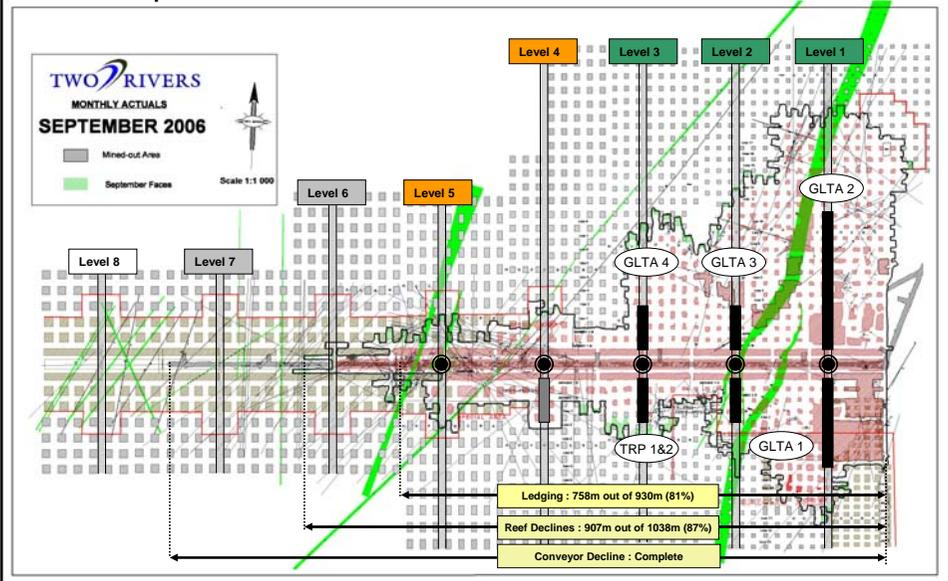 TWO RIVERS
MONTHLY ACTUALS
SEPTEMBER 2006
Mined-out Area
September Faces
Scale 1:1 000
Level 4
Level 3
Level 2
Level 1
Level 6
Level 5
GLTA 2
Level 8
Level 7
GLTA 4
GLTA 3
TRP 1&2
GLTA 1
Ledging : 758m out of 930m (81%)
Reef Declines : 907m out of 1038m (87%)
Conveyor Decline : Complete